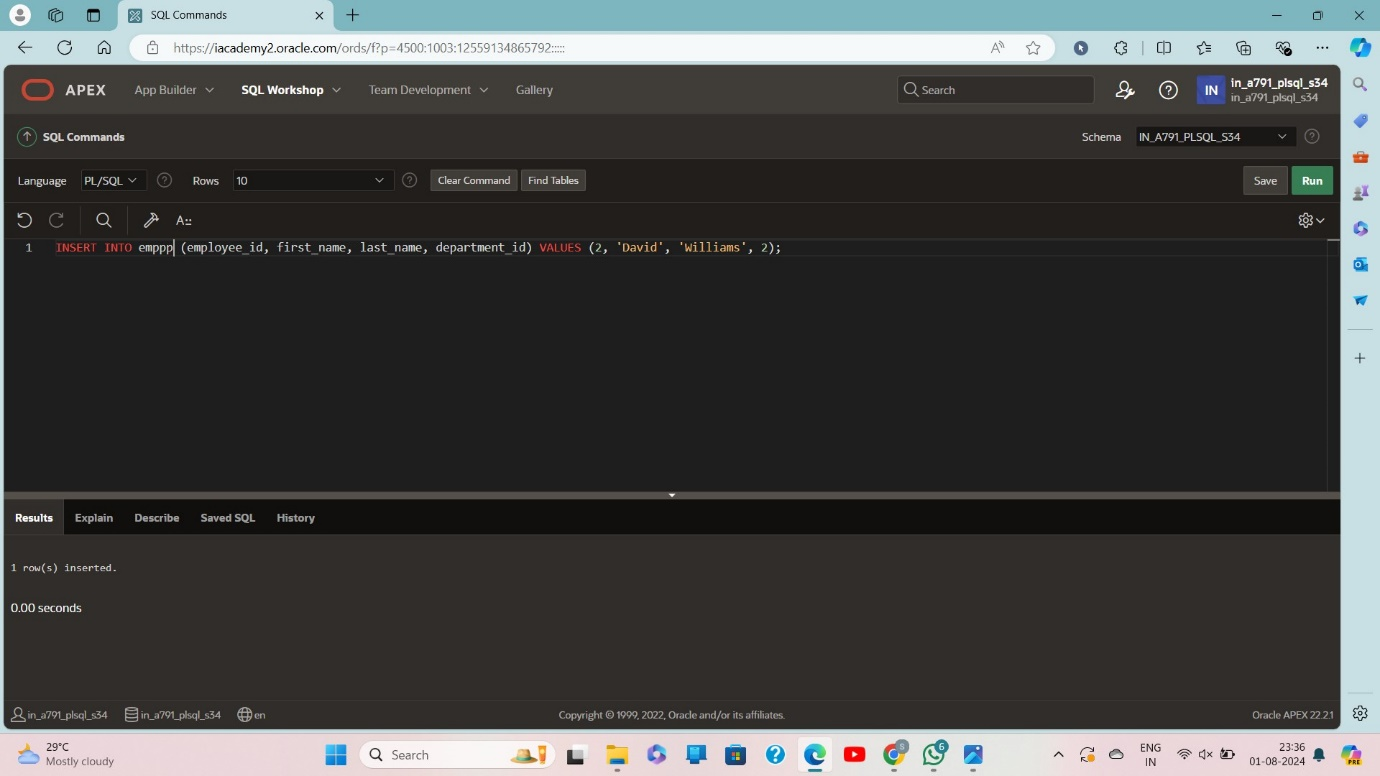 SQL Commands
https://iacademy2.oracle.com/ords/f?p=4500:1003:12559134865792:::::
APEX App Builder SQL Workshop Team Development Gallery Search IN in_a791_plsql_s34
in_a791_plsql_s34
SQL Commands Schema IN_A791_PLSQL_S34
Language PL/SQL Rows 10 Clear Command Find Tables Save Run
A::
1 INSERT INTO emppp (employee_id, first_name, last_name, department_id) VALUES (2, 'David', 'Williams', 2);
Results Explain Describe Saved SQL History
1 row(s) inserted.
0.00 seconds
in_a791_plsql_s34 in_a791_plsql_s34 en Copyright © 1999, 2022, Oracle and/or its affiliates. Oracle APEX 22.2.1
29°C
Mostly cloudy
Search
S
6
ENG
IN
23:36
01-08-2024
PRE